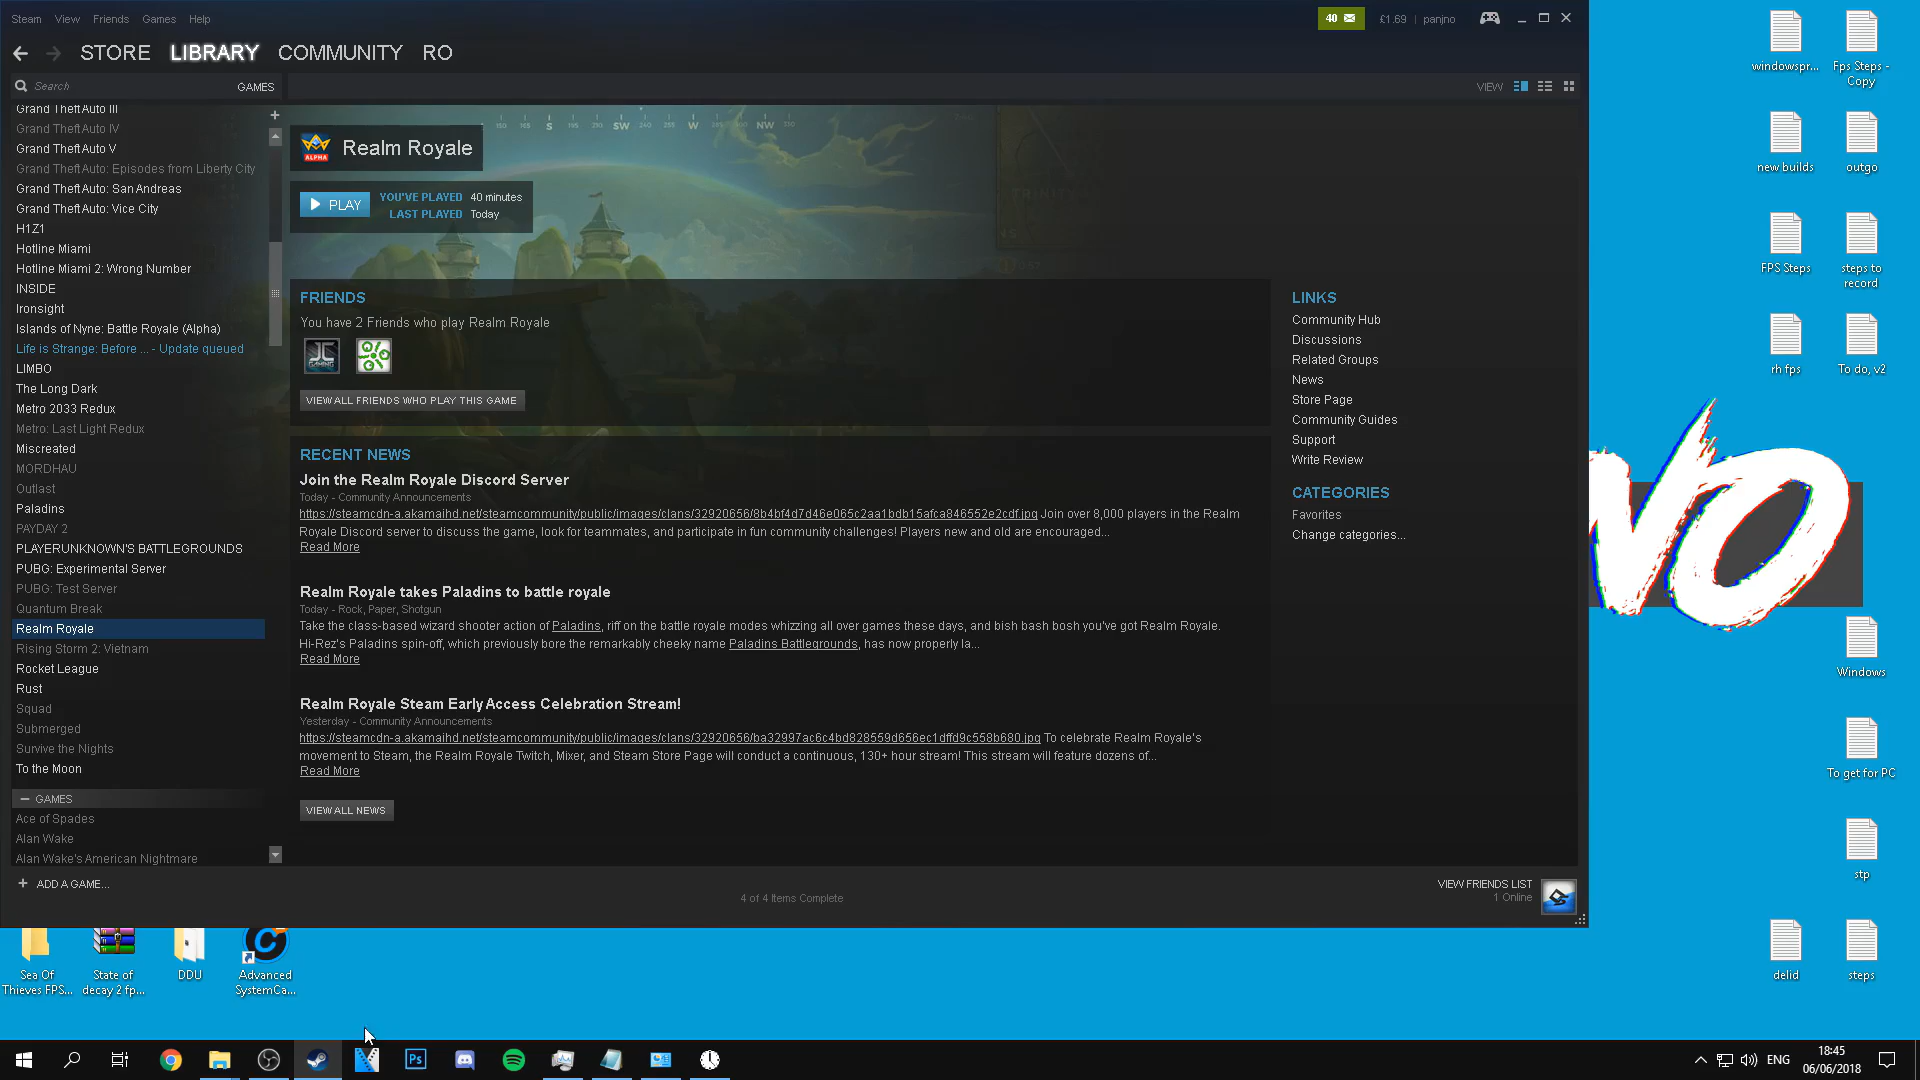 Steam View Friends Games Help
40 £1.69 | panjno
STORE LIBRARY COMMUNITY RO
Search GAMES
VIEW
Grand Theft Auto III
Grand Theft Auto IV
Grand Theft Auto V
Grand Theft Auto: Episodes from Liberty City
Grand Theft Auto: San Andreas
Grand Theft Auto: Vice City
H1Z1
Hotline Miami
Hotline Miami 2: Wrong Number
INSIDE
Ironsight
Islands of Nyne: Battle Royale (Alpha)
Life is Strange: Before ... - Update queued
LIMBO
The Long Dark
Metro 2033 Redux
Metro: Last Light Redux
Miscreated
MORDHAU
Outlast
Paladins
PAYDAY 2
PLAYERUNKNOWN'S BATTLEGROUNDS
PUBG: Experimental Server
PUBG: Test Server
Quantum Break
Realm Royale
Rising Storm 2: Vietnam
Rocket League
Rust
Squad
Submerged
Survive the Nights
To the Moon
GAMES
Ace of Spades
Alan Wake
Alan Wake's American Nightmare
ADD A GAME...
S SW W NW
ALPHA
Realm Royale
PLAY
YOU'VE PLAYED 40 minutes
LAST PLAYED Today
FRIENDS
You have 2 Friends who play Realm Royale
VIEW ALL FRIENDS WHO PLAY THIS GAME
RECENT NEWS
Join the Realm Royale Discord Server
Today - Community Announcements
https://steamcdn-a.akamaihd.net/steamcommunity/public/images/clans/32920656/8b4bf4d7d46e065c2aa1bdb15afca846552e2cdf.jpg Join over 8,000 players in the Realm
Royale Discord server to discuss the game, look for teammates, and participate in fun community challenges! Players new and old are encouraged...
Read More
Realm Royale takes Paladins to battle royale
Today - Rock, Paper, Shotgun
Take the class-based wizard shooter action of Paladins, riff on the battle royale modes whizzing all over games these days, and bish bash bosh you've got Realm Royale.
Hi-Rez's Paladins spin-off, which previously bore the remarkably cheeky name Paladins Battlegrounds, has now properly la...
Read More
Realm Royale Steam Early Access Celebration Stream!
Yesterday - Community Announcements
https://steamcdn-a.akamaihd.net/steamcommunity/public/images/clans/32920656/ba32997ac6c4bd828559d656ec1dffd9c558b680.jpg To celebrate Realm Royale's
movement to Steam, the Realm Royale Twitch, Mixer, and Steam Store Page will conduct a continuous, 130+ hour stream! This stream will feature dozens of...
Read More
VIEW ALL NEWS
LINKS
Community Hub
Discussions
Related Groups
News
Store Page
Community Guides
Support
Write Review
CATEGORIES
Favorites
Change categories...
4 of 4 Items Complete
VIEW FRIENDS LIST
1 Online
windowspr...
Fps Steps -
Copy
new builds
outgo
FPS Steps
steps to
record
rh fps
To do, v2
NO
Windows
To get for PC
stp
delid
steps
Sea Of
Thieves FPS...
State of
decay 2 fp...
DDU
Advanced
SystemCa...
Ps
ENG
18:45
06/06/2018